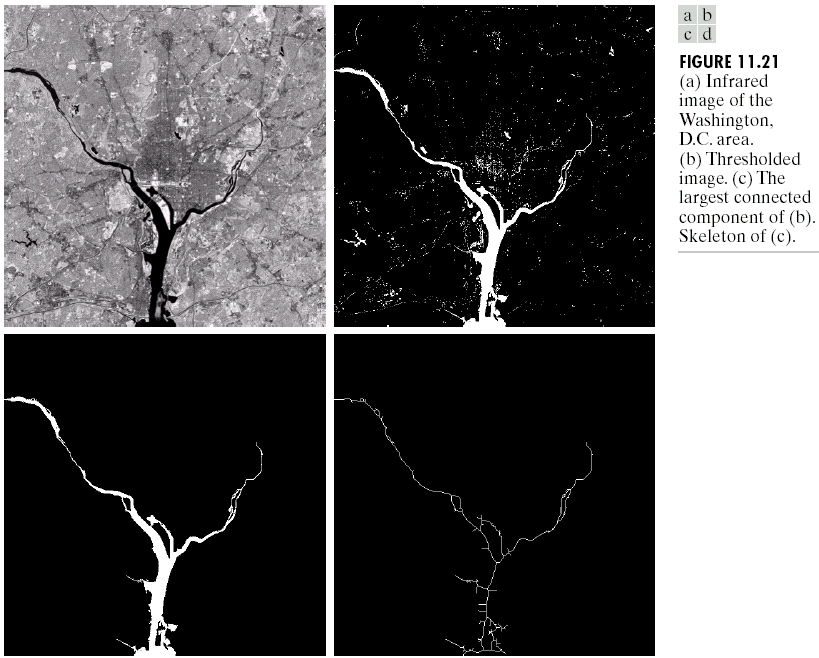 a b
c d
FIGURE 11.21
(a) Infrared
image of the
Washington,
D.C. area.
(b) Thresholded
image. (c) The
largest connected
component of (b).
Skeleton of (c).